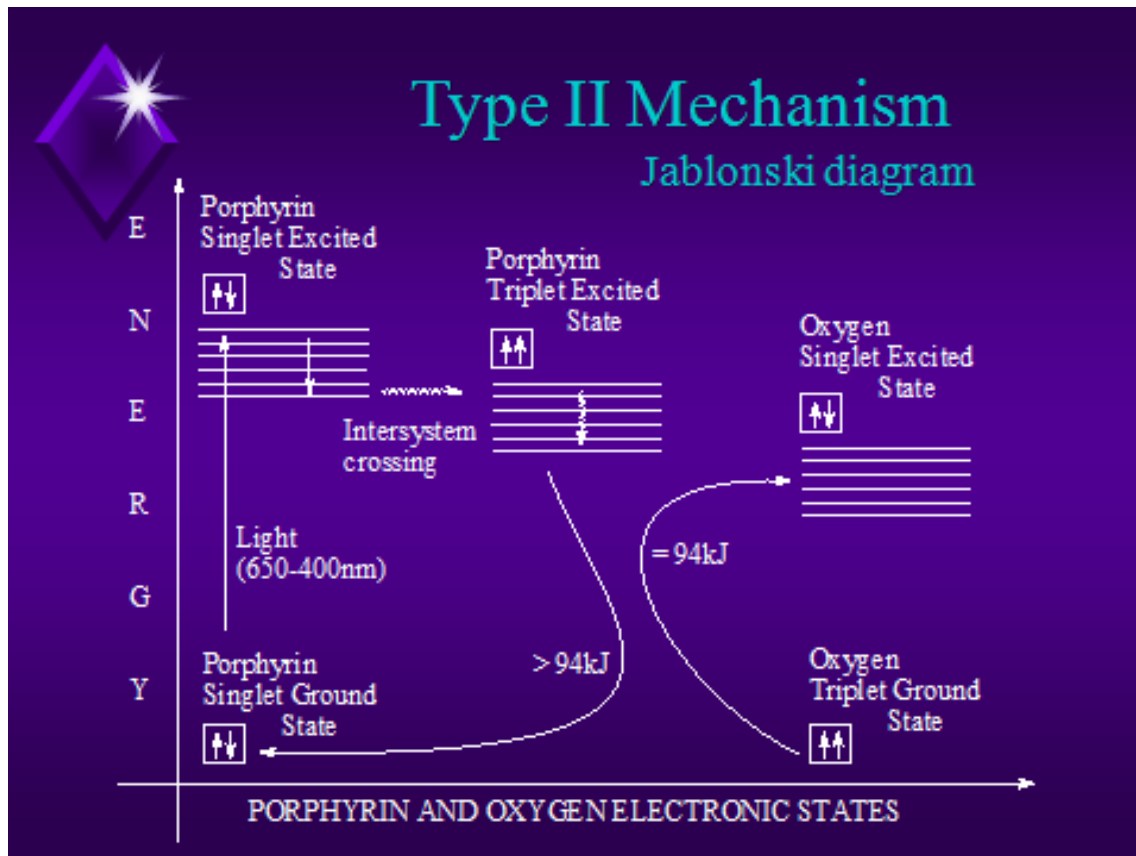 Type II Mechanism
Jablonski diagram
E
N
E
R
G
Y
Porphyrin
Singlet Excited
State
Porphyrin
Triplet Excited
State
Oxygen
Singlet Excited
State
Intersystem
crossing
Light
(650-400nm)
=94kJ
>94kJ
Porphyrin
Singlet Ground
State
Oxygen
Triplet Ground
State
PORPHYRIN AND OXYGEN ELECTRONIC STATES